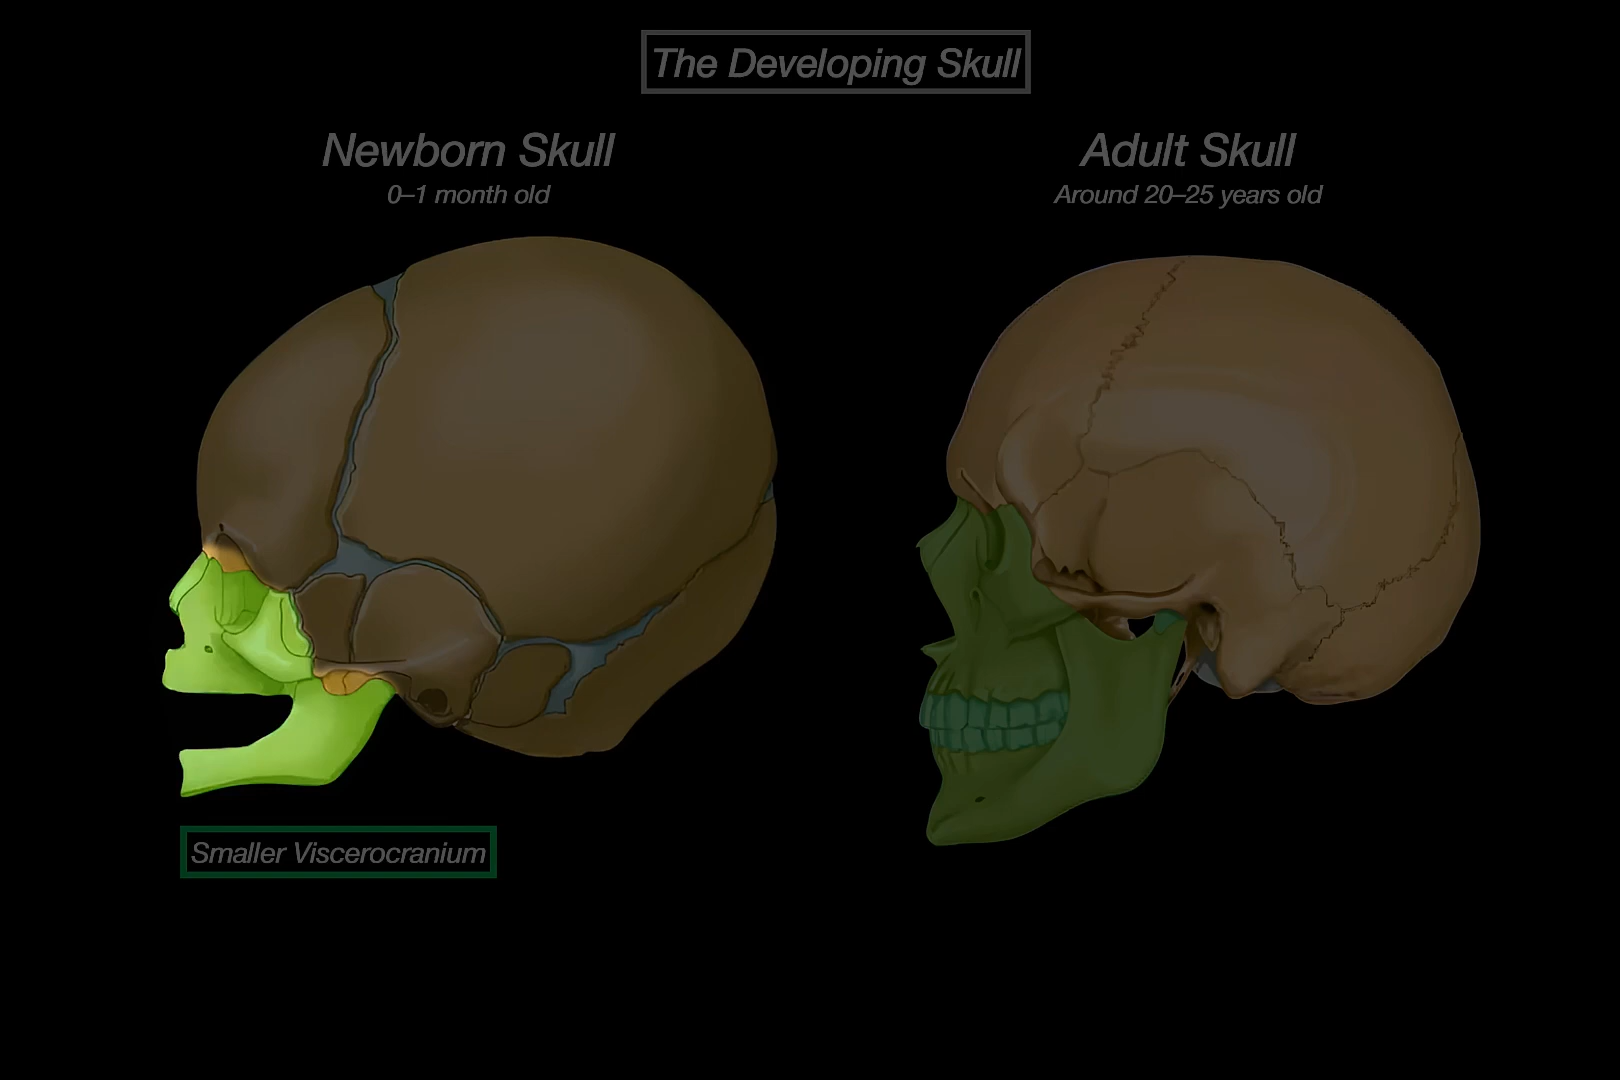 The Developing Skull
Newborn Skull
0–1 month old
Adult Skull
Around 20–25 years old
Smaller Viscerocranium